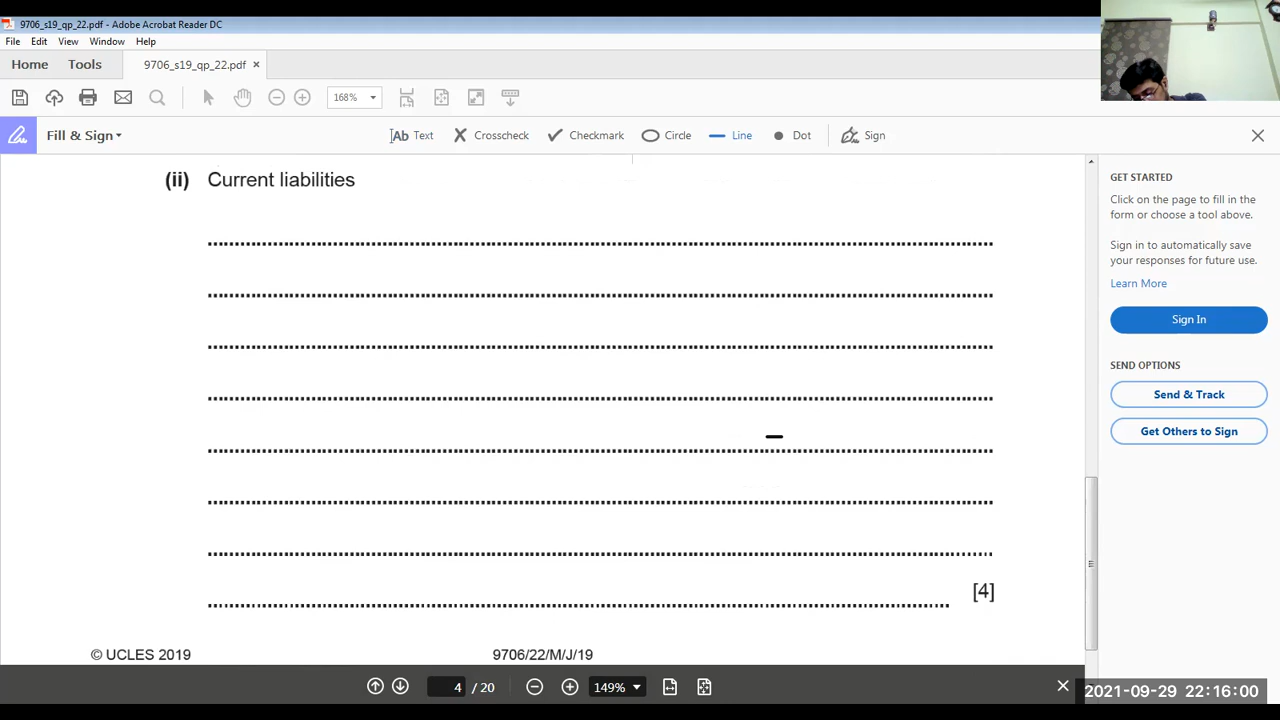 9706_s19_qp_22.pdf - Adobe Acrobat Reader DC
File Edit View Window Help
Home Tools 9706_s19_qp_22.pdf ×
168%
Fill & Sign
Ab Text Crosscheck Checkmark Circle Line Dot Sign
(ii) Current liabilities
[4]
© UCLES 2019 9706/22/M/J/19
GET STARTED
Click on the page to fill in the
form or choose a tool above.
Sign in to automatically save
your responses for future use.
Learn More
Sign In
SEND OPTIONS
Send & Track
Get Others to Sign
4 / 20 149%
2021-09-29 22:16:00